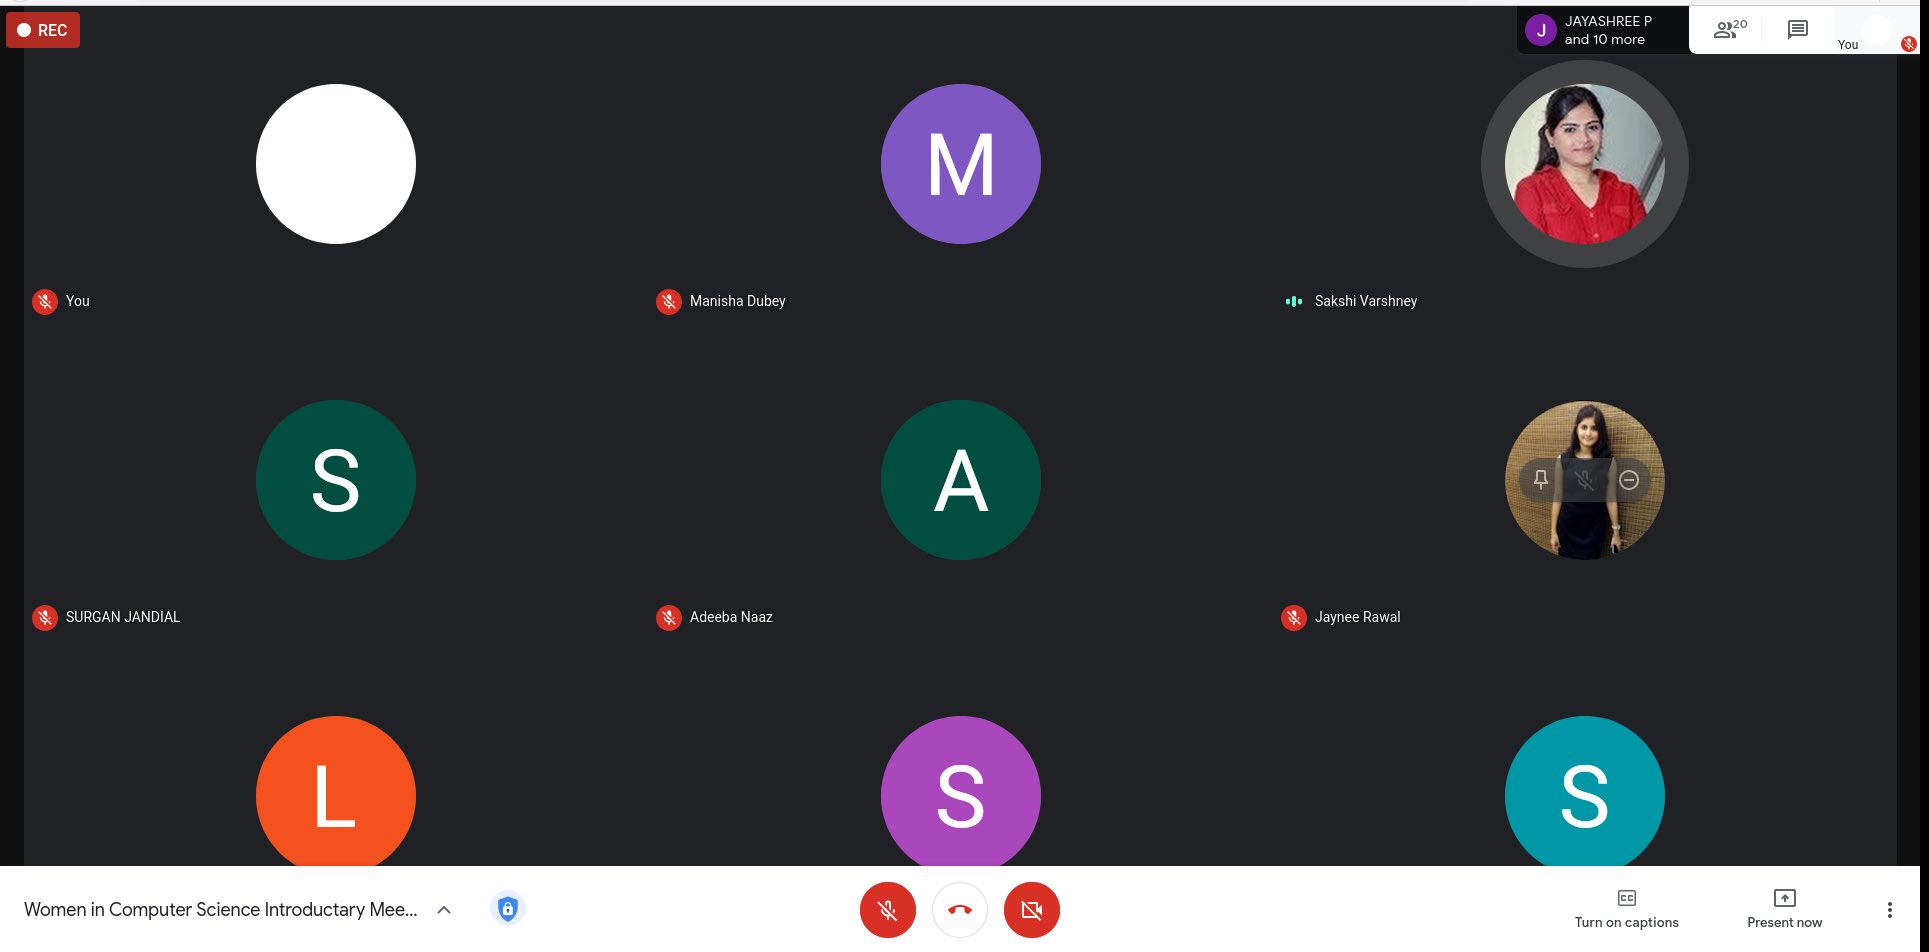 REC
J
JAYASHREE P
and 10 more
20
You
M
You
Manisha Dubey
Sakshi Varshney
S
A
SURGAN JANDIAL
Adeeba Naaz
Jaynee Rawal
L
S
S
Women in Computer Science Introductary Mee...
CC
Turn on captions
Present now